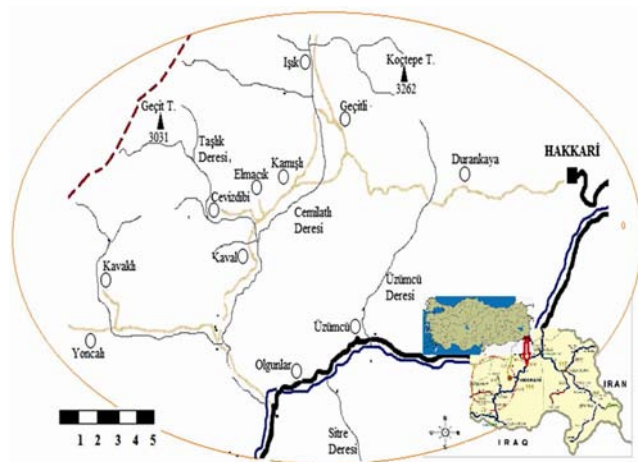 Işık
Koçtepe T.
3262
Geçit T.
3031
Geçitli
Taşlık
Deresi
Elmacık
Kamışlı
Durankaya
HAKKARİ
Cevizdibi
Cemilatlı
Deresi
Kaval
Kavaklı
Üzümcü
Deresi
Üzümcü
Yoncalı
Olgunlar
Sitre
Deresi
1 2 3 4 5
N
S
IRAN
IRAQ